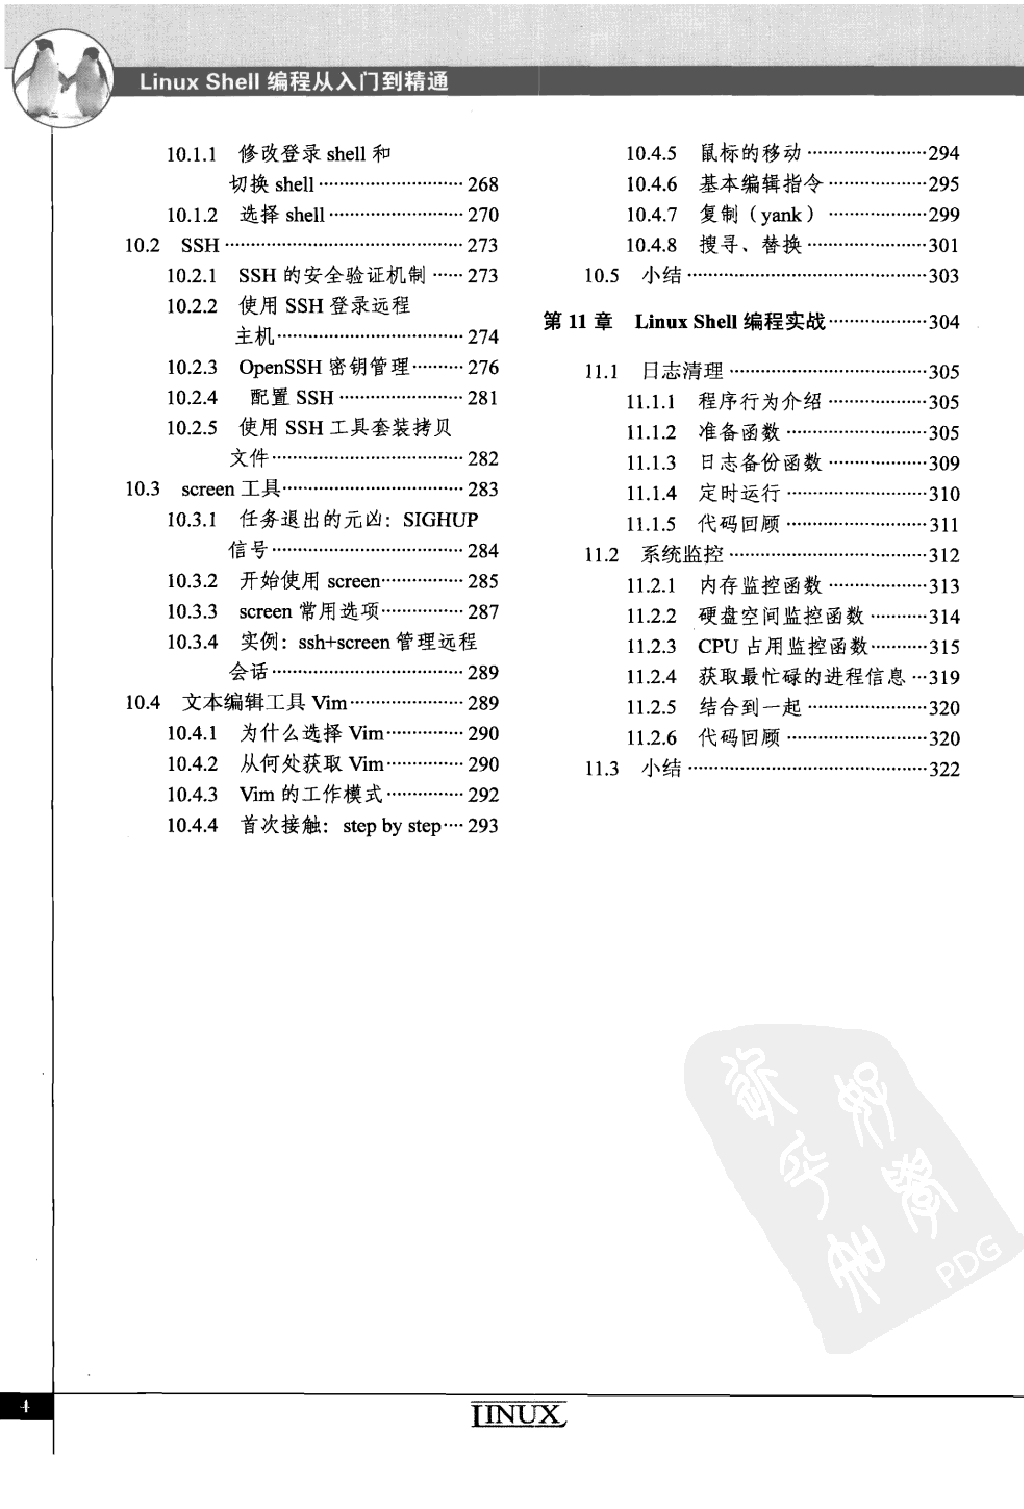 Linux Shell 编程从入门到精通
10.1.1 修改登录 shell 和
切换 shell ························ 268
10.1.2 选择 shell ························ 270
10.2 SSH ························ 273
10.2.1 SSH 的安全验证机制 ······ 273
10.2.2 使用 SSH 登录远程
主机 ························ 274
10.2.3 OpenSSH 密钥管理 ········· 276
10.2.4 配置 SSH ························ 281
10.2.5 使用 SSH 工具套装拷贝
文件 ························ 282
10.3 screen 工具 ························ 283
10.3.1 任务退出的元凶：SIGHUP
信号 ························ 284
10.3.2 开始使用 screen ··············· 285
10.3.3 screen 常用选项 ··············· 287
10.3.4 实例：ssh+screen 管理远程
会话 ························ 289
10.4 文本编辑工具 Vim ························ 289
10.4.1 为什么选择 Vim ··············· 290
10.4.2 从何处获取 Vim ··············· 290
10.4.3 Vim 的工作模式 ··············· 292
10.4.4 首次接触：step by step ···· 293
10.4.5 鼠标的移动 ························ 294
10.4.6 基本编辑指令 ··················· 295
10.4.7 复制（yank） ··················· 299
10.4.8 搜寻、替换 ························ 301
10.5 小结 ························ 303
第 11 章 Linux Shell 编程实战 ··················· 304
11.1 日志清理 ························ 305
11.1.1 程序行为介绍 ··················· 305
11.1.2 准备函数 ························ 305
11.1.3 日志备份函数 ··················· 309
11.1.4 定时运行 ························ 310
11.1.5 代码回顾 ························ 311
11.2 系统监控 ························ 312
11.2.1 内存监控函数 ··················· 313
11.2.2 硬盘空间监控函数 ··········· 314
11.2.3 CPU 占用监控函数 ··········· 315
11.2.4 获取最忙碌的进程信息 ··· 319
11.2.5 结合到一起 ························ 320
11.2.6 代码回顾 ························ 320
11.3 小结 ························ 322
PDG
4
LINUX